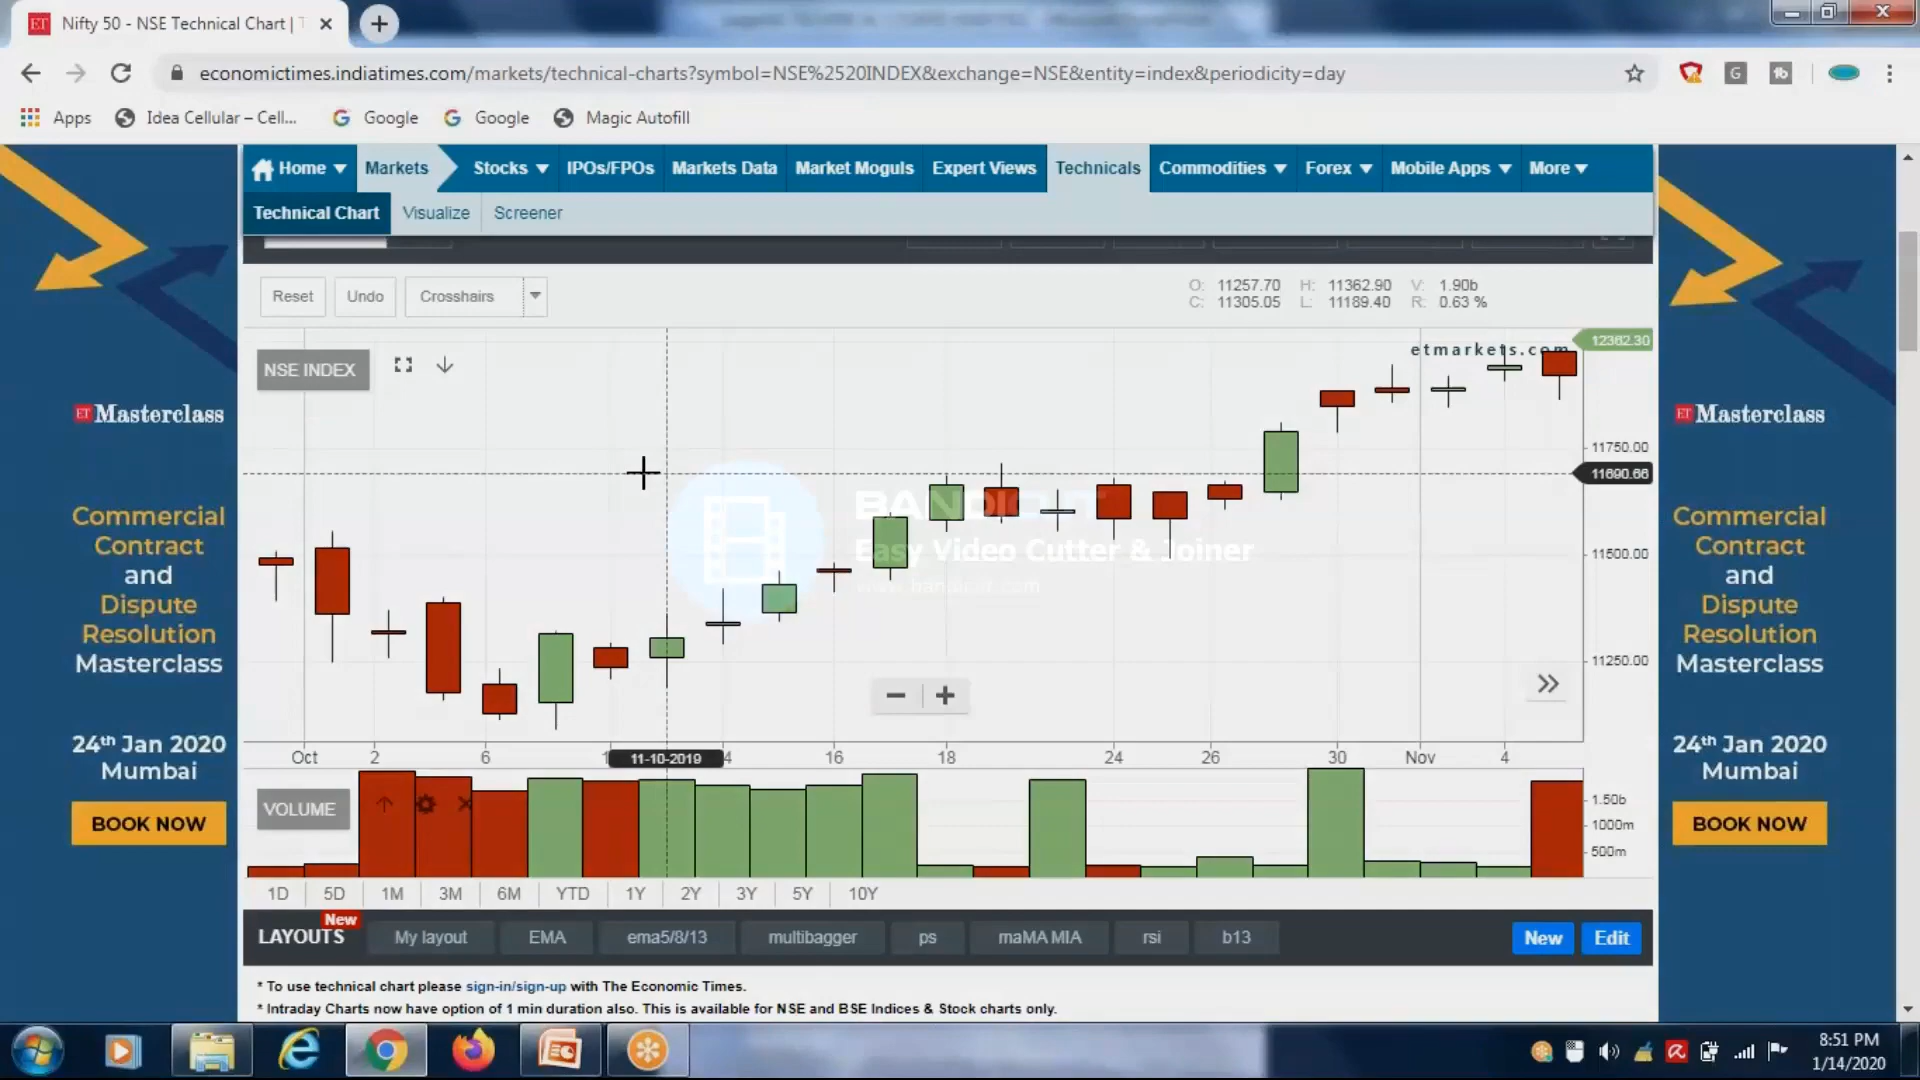 ET Nifty 50 - NSE Technical Chart |
economictimes.indiatimes.com/markets/technical-charts?symbol=NSE%2520INDEX&exchange=NSE&entity=index&periodicity=day
Apps Idea Cellular – Cell... Google Google Magic Autofill
Home Markets Stocks IPOs/FPOs Markets Data Market Moguls Expert Views Technicals Commodities Forex Mobile Apps More
Technical Chart Visualize Screener
Reset Undo Crosshairs
O: 11257.70 H: 11362.90 V: 1.90b
C: 11305.05 L: 11189.40 R: 0.63 %
NSE INDEX
etmarkets.com
12362.30
11750.00
11690.66
11500.00
11250.00
BANDICUT
Easy Video Cutter & Joiner
www.bandicut.com
Oct 2 6 11-10-2019 4 16 18 24 26 30 Nov 4
VOLUME
1.50b
1000m
500m
1D 5D 1M 3M 6M YTD 1Y 2Y 3Y 5Y 10Y
LAYOUTS New My layout EMA ema5/8/13 multibagger ps maMA MIA rsi b13 New Edit
* To use technical chart please sign-in/sign-up with The Economic Times.
* Intraday Charts now have option of 1 min duration also. This is available for NSE and BSE Indices & Stock charts only.
ET Masterclass
Commercial
Contract
and
Dispute
Resolution
Masterclass
24th Jan 2020
Mumbai
BOOK NOW
ET Masterclass
Commercial
Contract
and
Dispute
Resolution
Masterclass
24th Jan 2020
Mumbai
BOOK NOW
8:51 PM
1/14/2020